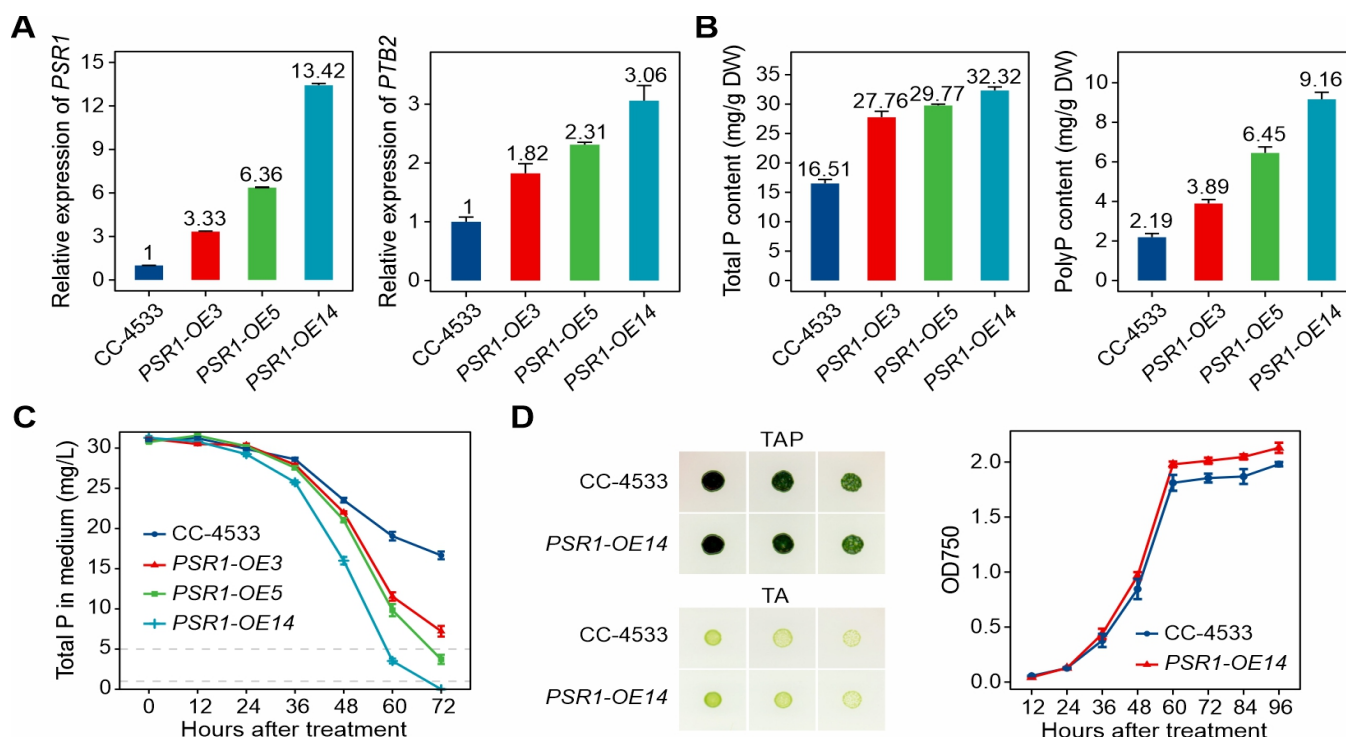 A
Relative expression of PSR1
15
12
9
6
3
0
1
3.33
6.36
13.42
CC-4533
PSR1-OE3
PSR1-OE5
PSR1-OE14
Relative expression of PTB2
3
2
1
0
1
1.82
2.31
3.06
CC-4533
PSR1-OE3
PSR1-OE5
PSR1-OE14
B
Total P content (mg/g DW)
35
30
25
20
15
10
5
0
16.51
27.76
29.77
32.32
CC-4533
PSR1-OE3
PSR1-OE5
PSR1-OE14
PolyP content (mg/g DW)
10
8
6
4
2
0
2.19
3.89
6.45
9.16
CC-4533
PSR1-OE3
PSR1-OE5
PSR1-OE14
C
Total P in medium (mg/L)
30
25
20
15
10
5
0
CC-4533
PSR1-OE3
PSR1-OE5
PSR1-OE14
0 12 24 36 48 60 72
Hours after treatment
D
TAP
CC-4533
PSR1-OE14
TA
CC-4533
PSR1-OE14
OD750
2.0
1.5
1.0
0.5
0.0
CC-4533
PSR1-OE14
12 24 36 48 60 72 84 96
Hours after treatment